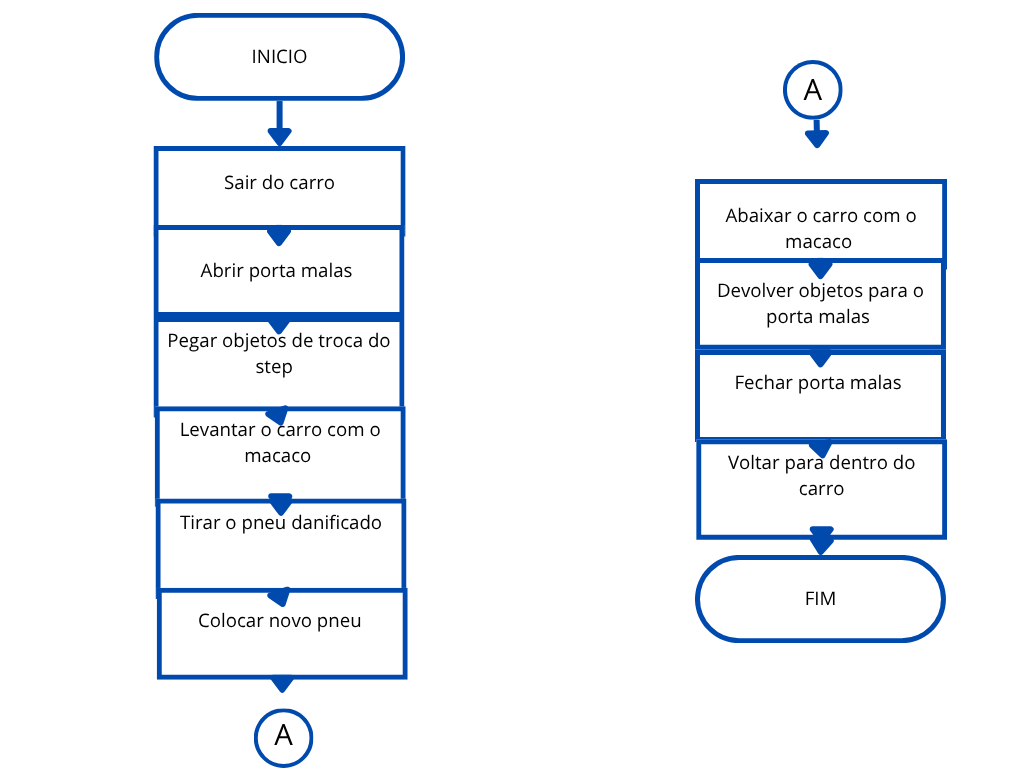 INICIO
Sair do carro
Abrir porta malas
Pegar objetos de troca do
step
Levantar o carro com o
macaco
Tirar o pneu danificado
Colocar novo pneu
A
A
Abaixar o carro com o
macaco
Devolver objetos para o
porta malas
Fechar porta malas
Voltar para dentro do
carro
FIM